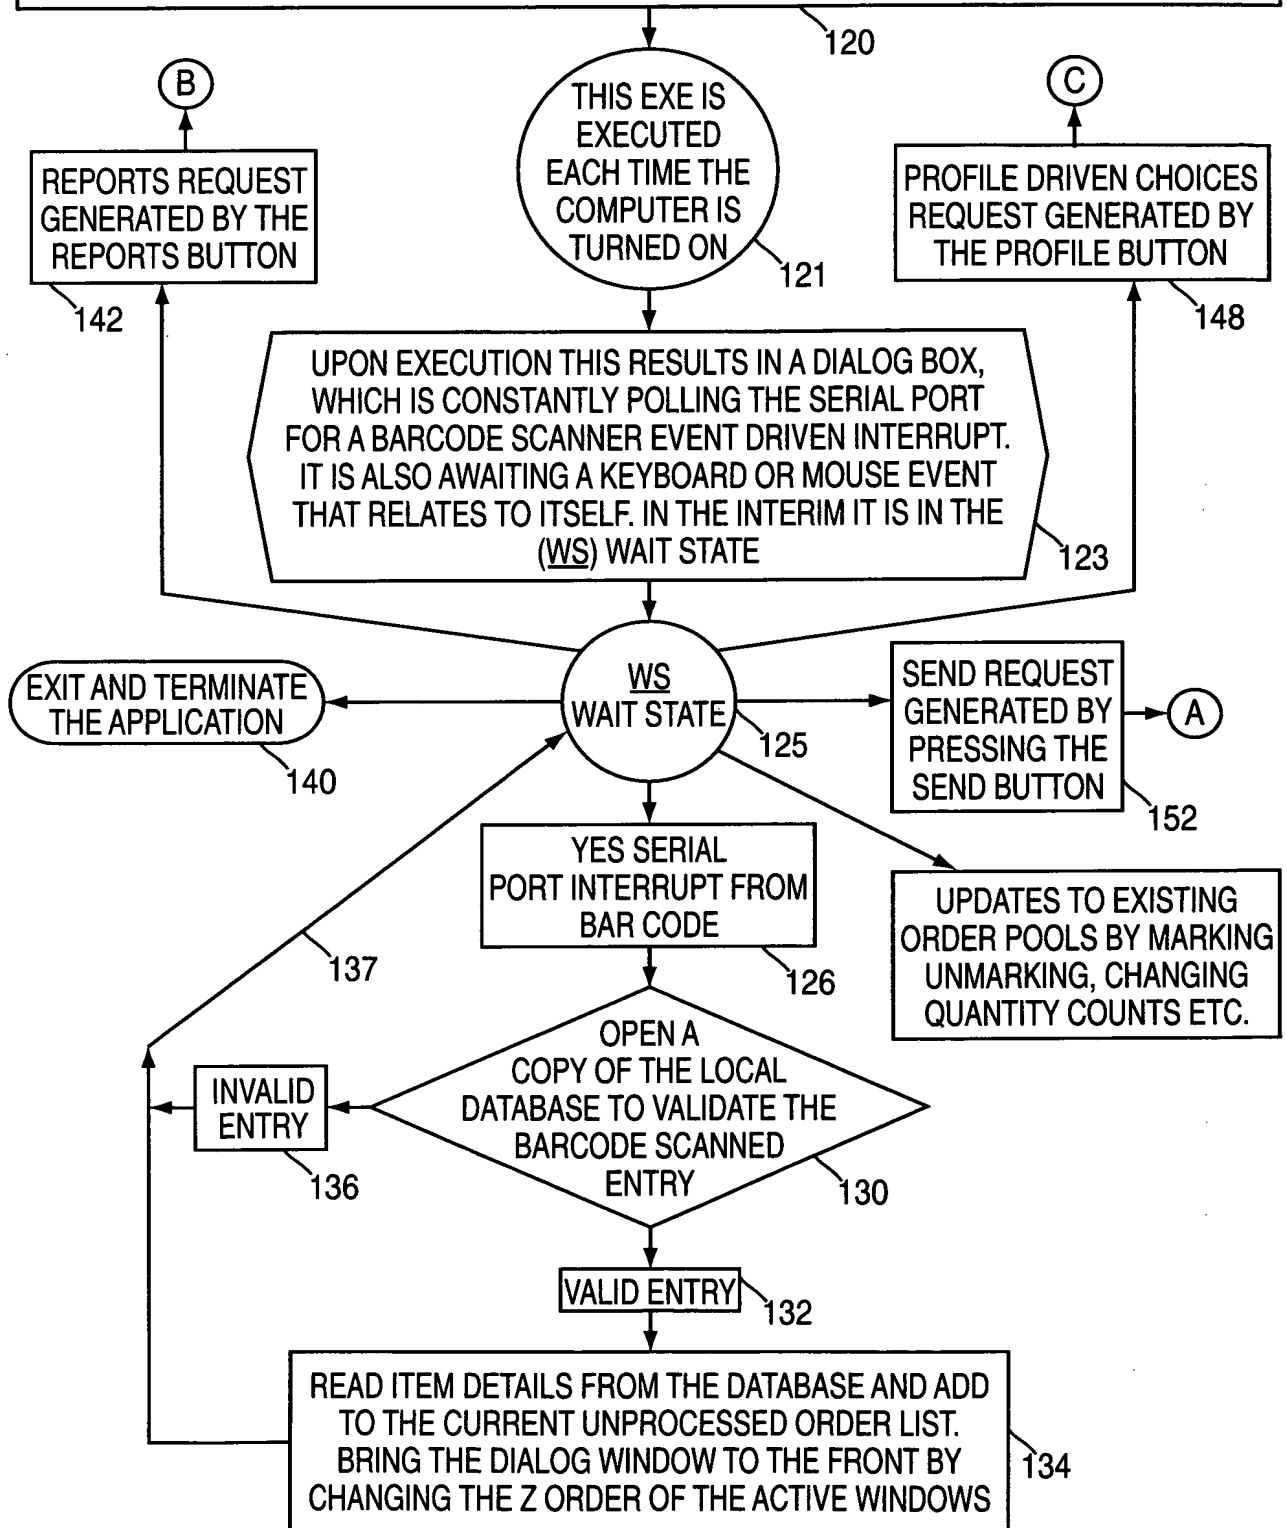 120
B
C
THIS EXE IS
EXECUTED
EACH TIME THE
COMPUTER IS
TURNED ON
121
REPORTS REQUEST
GENERATED BY THE
REPORTS BUTTON
142
PROFILE DRIVEN CHOICES
REQUEST GENERATED BY
THE PROFILE BUTTON
148
UPON EXECUTION THIS RESULTS IN A DIALOG BOX,
WHICH IS CONSTANTLY POLLING THE SERIAL PORT
FOR A BARCODE SCANNER EVENT DRIVEN INTERRUPT.
IT IS ALSO AWAITING A KEYBOARD OR MOUSE EVENT
THAT RELATES TO ITSELF. IN THE INTERIM IT IS IN THE
(WS) WAIT STATE
123
EXIT AND TERMINATE
THE APPLICATION
140
WS
WAIT STATE
125
SEND REQUEST
GENERATED BY
PRESSING THE
SEND BUTTON
152
A
YES SERIAL
PORT INTERRUPT FROM
BAR CODE
126
UPDATES TO EXISTING
ORDER POOLS BY MARKING
UNMARKING, CHANGING
QUANTITY COUNTS ETC.
137
OPEN A
COPY OF THE LOCAL
DATABASE TO VALIDATE THE
BARCODE SCANNED
ENTRY
130
INVALID
ENTRY
136
VALID ENTRY
132
READ ITEM DETAILS FROM THE DATABASE AND ADD
TO THE CURRENT UNPROCESSED ORDER LIST.
BRING THE DIALOG WINDOW TO THE FRONT BY
CHANGING THE Z ORDER OF THE ACTIVE WINDOWS
134